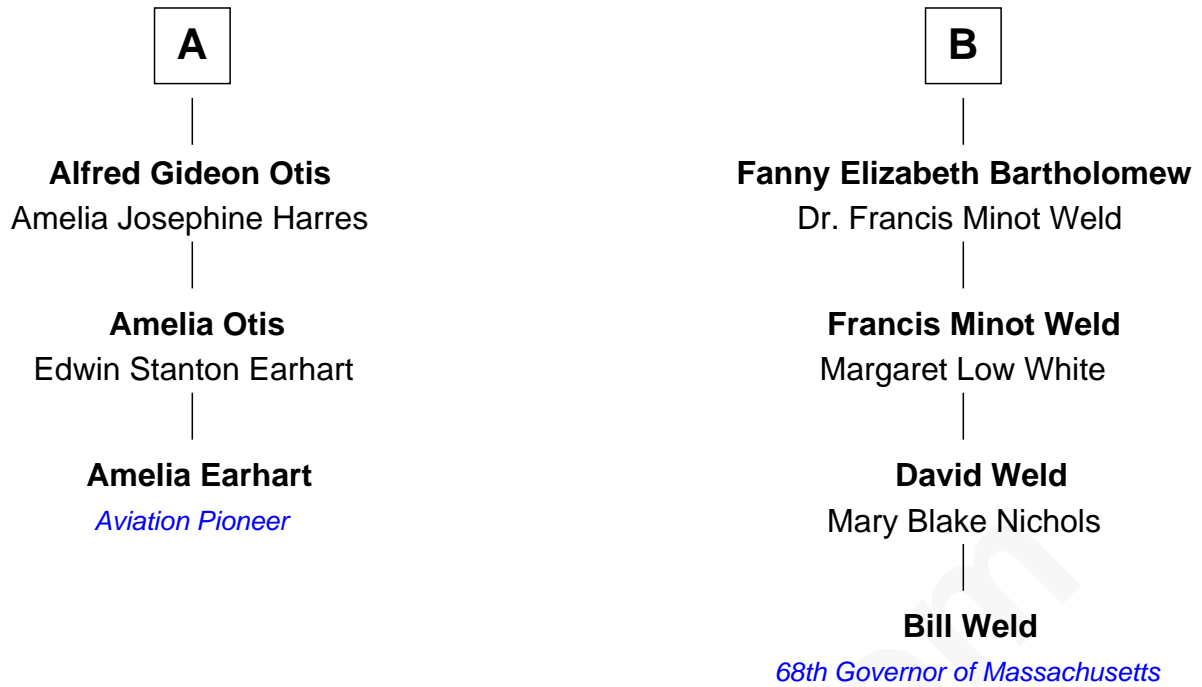 A
Alfred Gideon Otis
Amelia Josephine Harres
Amelia Otis
Edwin Stanton Earhart
Amelia Earhart
Aviation Pioneer
B
Fanny Elizabeth Bartholomew
Dr. Francis Minot Weld
Francis Minot Weld
Margaret Low White
David Weld
Mary Blake Nichols
Bill Weld
68th Governor of Massachusetts